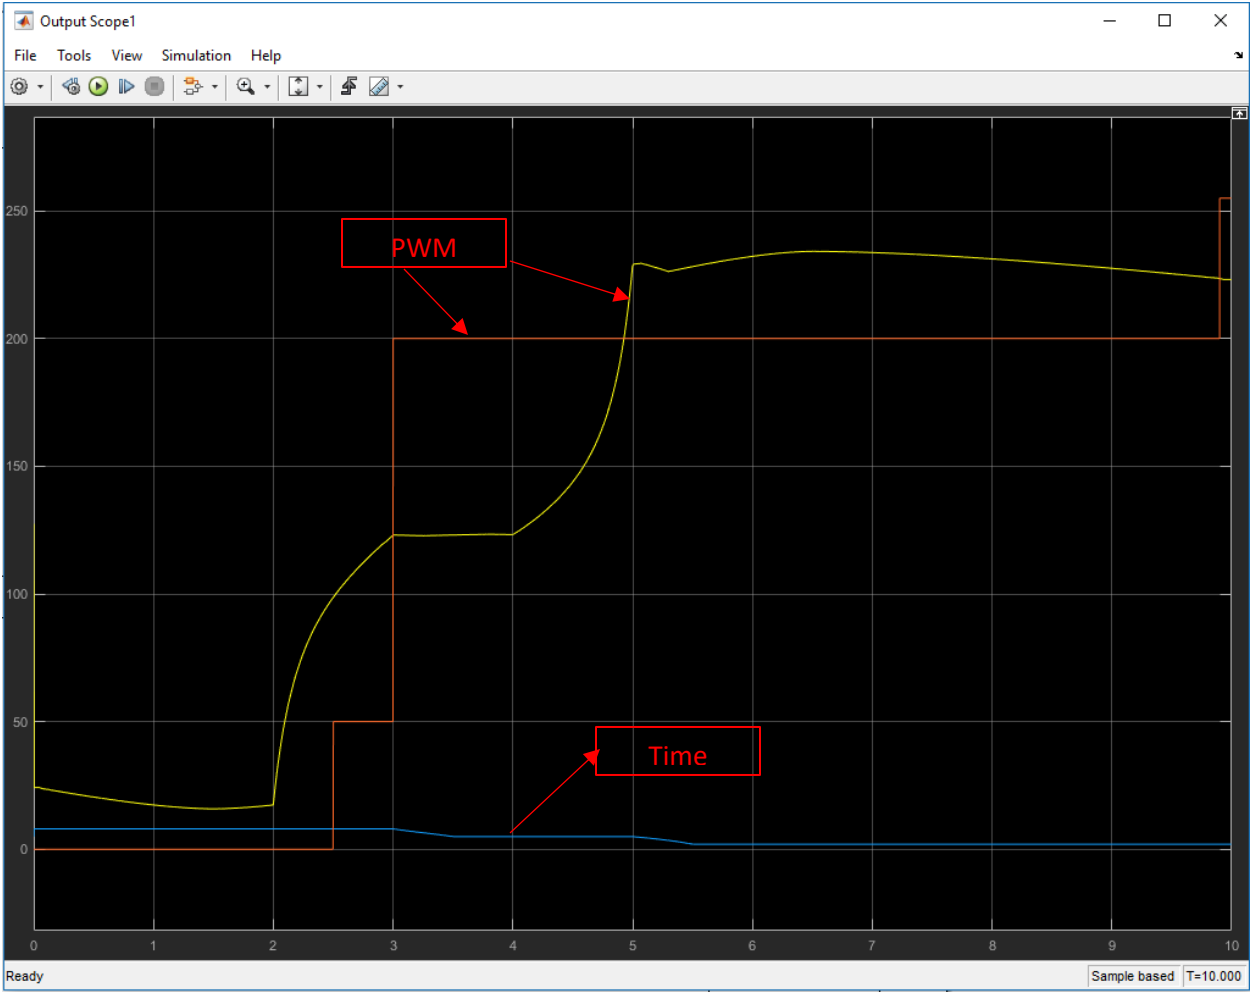 Output Scope1
File Tools View Simulation Help
250
PWM
200
150
100
50
Time
0
0 1 2 3 4 5 6 7 8 9 10
Ready Sample based T=10.000